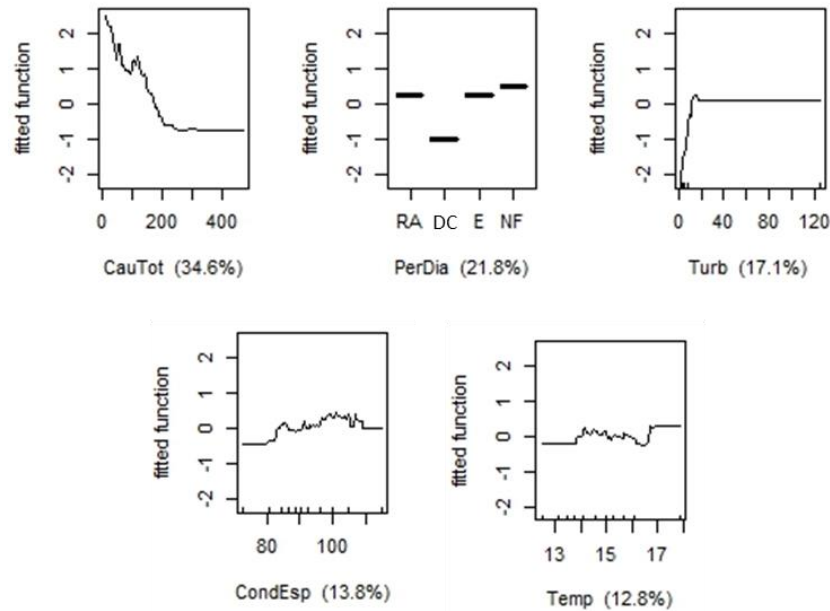 fitted function
2
1
0
-1
-2
0 200 400
CauTot (34.6%)
fitted function
2
1
0
-1
-2
RA DC E NF
PerDia (21.8%)
fitted function
2
1
0
-1
-2
0 40 80 120
Turb (17.1%)
fitted function
2
1
0
-1
-2
80 100
CondEsp (13.8%)
fitted function
2
1
0
-1
-2
13 15 17
Temp (12.8%)